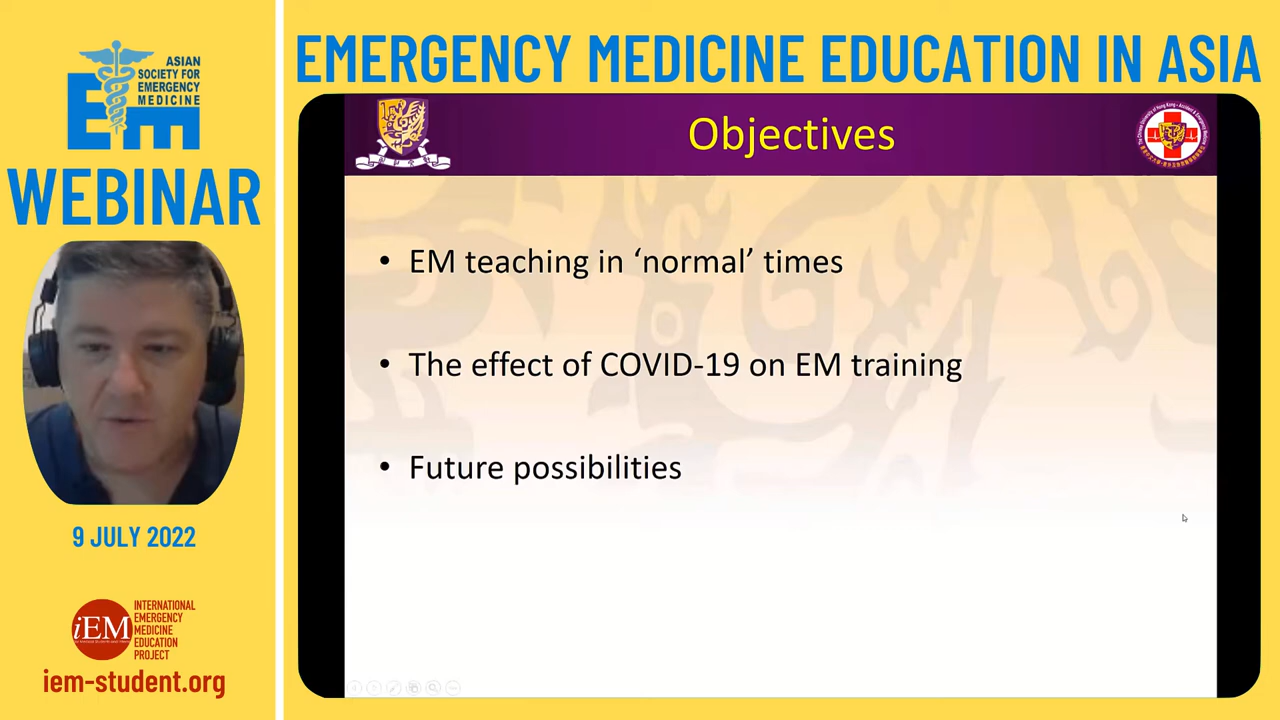 ASIAN
SOCIETY FOR
EMERGENCY
MEDICINE
EM
WEBINAR
9 JULY 2022
iEM
INTERNATIONAL
EMERGENCY
MEDICINE
EDUCATION
PROJECT
iem-student.org
EMERGENCY MEDICINE EDUCATION IN ASIA
Objectives
• EM teaching in ‘normal’ times
• The effect of COVID-19 on EM training
• Future possibilities